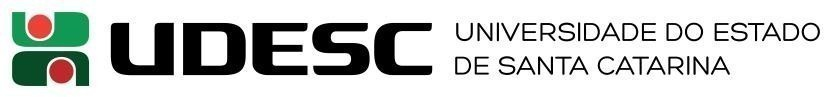 UDESC
UNIVERSIDADE DO ESTADO
DE SANTA CATARINA